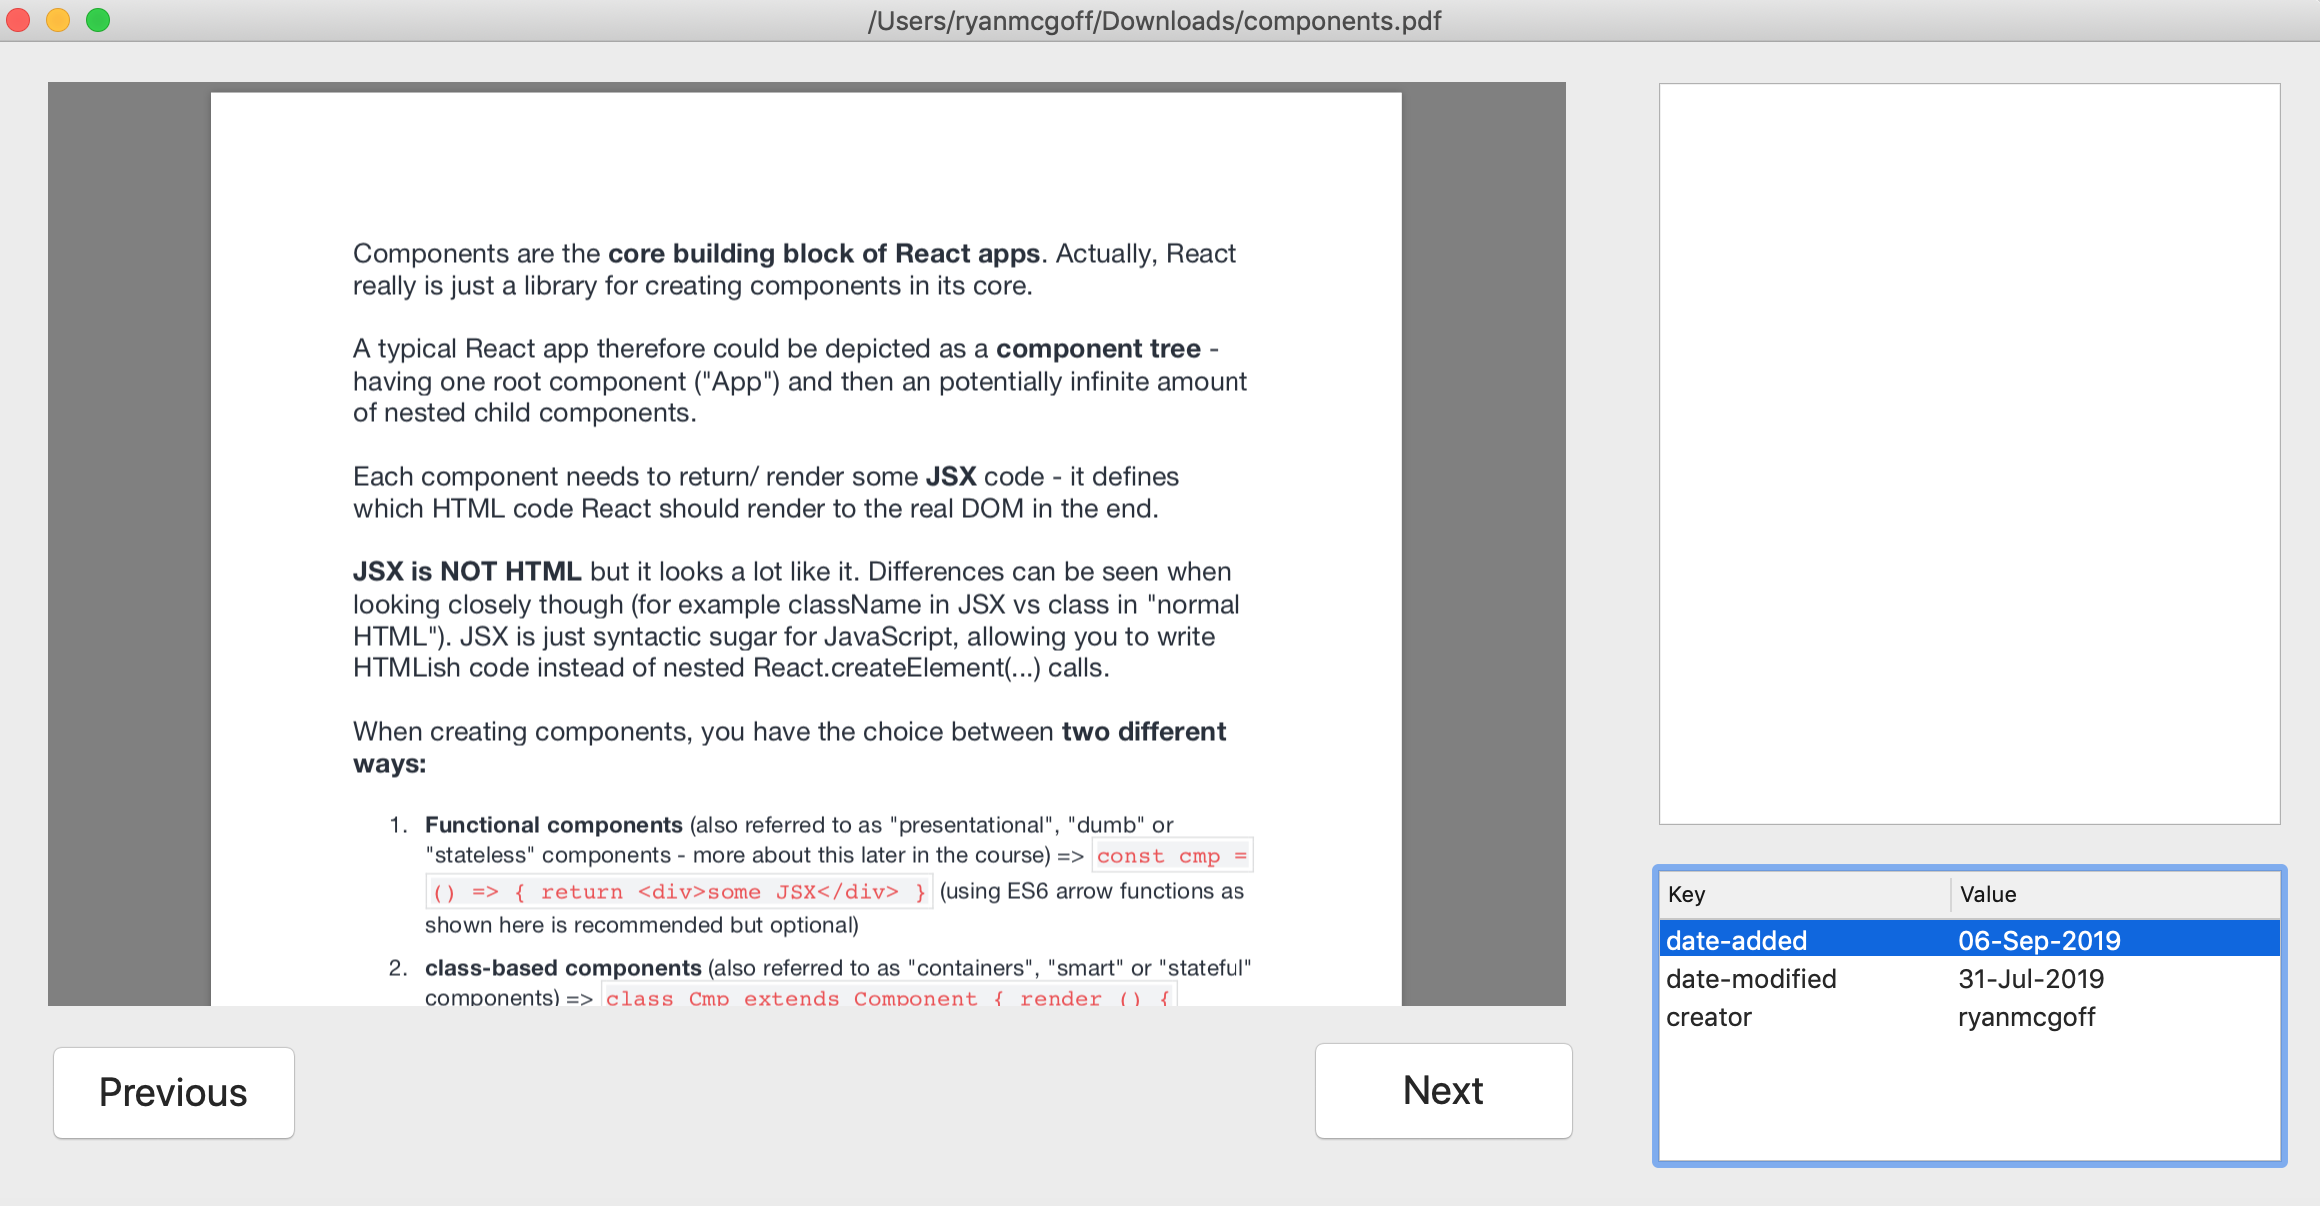 /Users/ryanmcgoff/Downloads/components.pdf
Components are the core building block of React apps. Actually, React
really is just a library for creating components in its core.
A typical React app therefore could be depicted as a component tree -
having one root component ("App") and then an potentially infinite amount
of nested child components.
Each component needs to return/ render some JSX code - it defines
which HTML code React should render to the real DOM in the end.
JSX is NOT HTML but it looks a lot like it. Differences can be seen when
looking closely though (for example className in JSX vs class in "normal
HTML"). JSX is just syntactic sugar for JavaScript, allowing you to write
HTMLish code instead of nested React.createElement(...) calls.
When creating components, you have the choice between two different
ways:
1. Functional components (also referred to as "presentational", "dumb" or
"stateless" components - more about this later in the course) => const cmp =
() => { return <div>some JSX</div> } (using ES6 arrow functions as
shown here is recommended but optional)
2. class-based components (also referred to as "containers", "smart" or "stateful"
components) => class Cmp extends Component { render () {
Previous
Next
Key Value
date-added 06-Sep-2019
date-modified 31-Jul-2019
creator ryanmcgoff